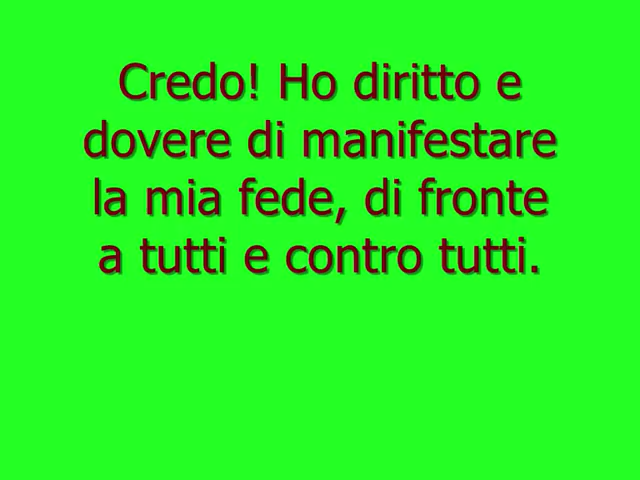 Credo! Ho diritto e
dovere di manifestare
la mia fede, di fronte
a tutti e contro tutti.